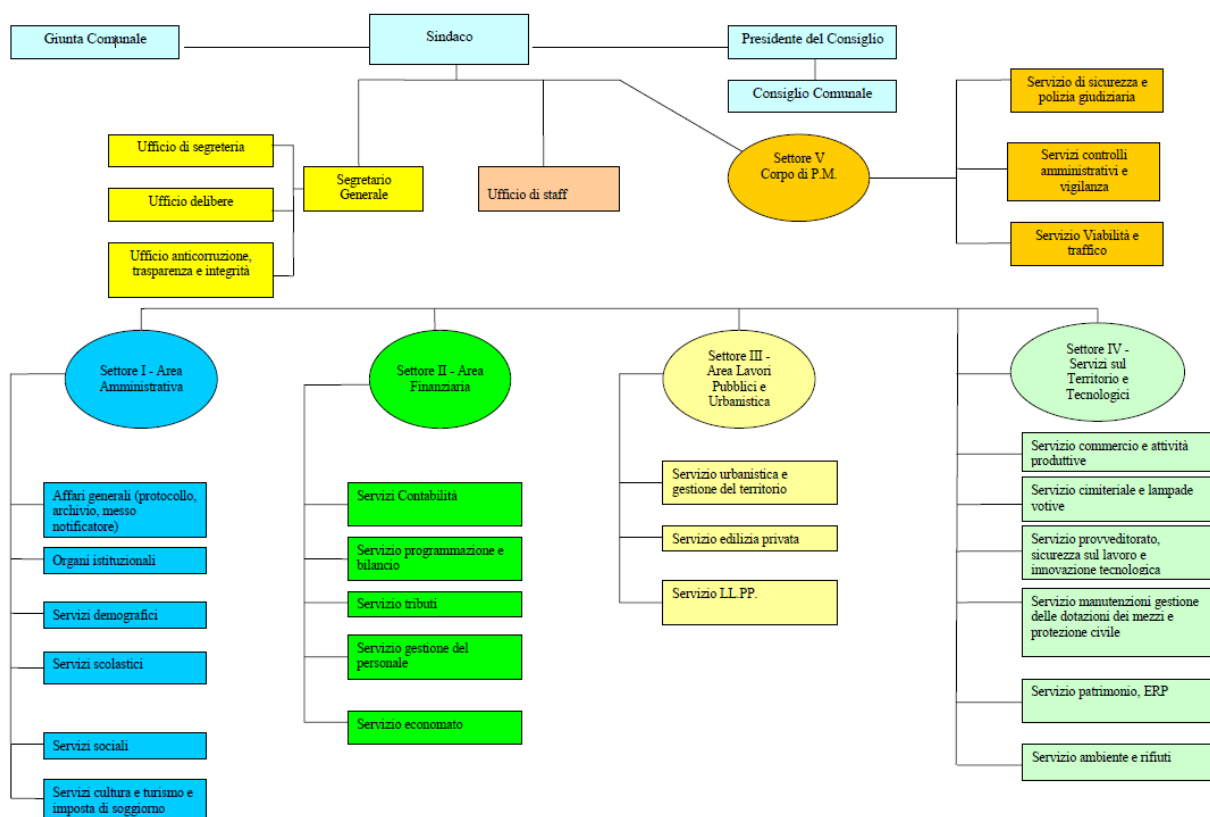 Giunta Comunale
Sindaco
Presidente del Consiglio
Consiglio Comunale
Servizio di sicurezza e
polizia giudiziaria
Servizi controlli
amministrativi e
vigilanza
Servizio Viabilità e
traffico
Settore V
Corpo di P.M.
Ufficio di segreteria
Ufficio delibere
Ufficio anticorruzione,
trasparenza e integrità
Segretario
Generale
Ufficio di staff
Settore I - Area
Amministrativa
Settore II - Area
Finanziaria
Settore III -
Area Lavori
Pubblici e
Urbanistica
Settore IV -
Servizi sul
Territorio e
Tecnologici
Affari generali (protocollo,
archivio, messo
notificatore)
Organi istituzionali
Servizi demografici
Servizi scolastici
Servizi sociali
Servizi cultura e turismo e
imposta di soggiorno
Servizi Contabilità
Servizio programmazione e
bilancio
Servizio tributi
Servizio gestione del
personale
Servizio economato
Servizio urbanistica e
gestione del territorio
Servizio edilizia privata
Servizio LL.PP.
Servizio commercio e attività
produttive
Servizio cimiteriale e lampade
votive
Servizio provveditorato,
sicurezza sul lavoro e
innovazione tecnologica
Servizio manutenzioni gestione
delle dotazioni dei mezzi e
protezione civile
Servizio patrimonio, ERP
Servizio ambiente e rifiuti